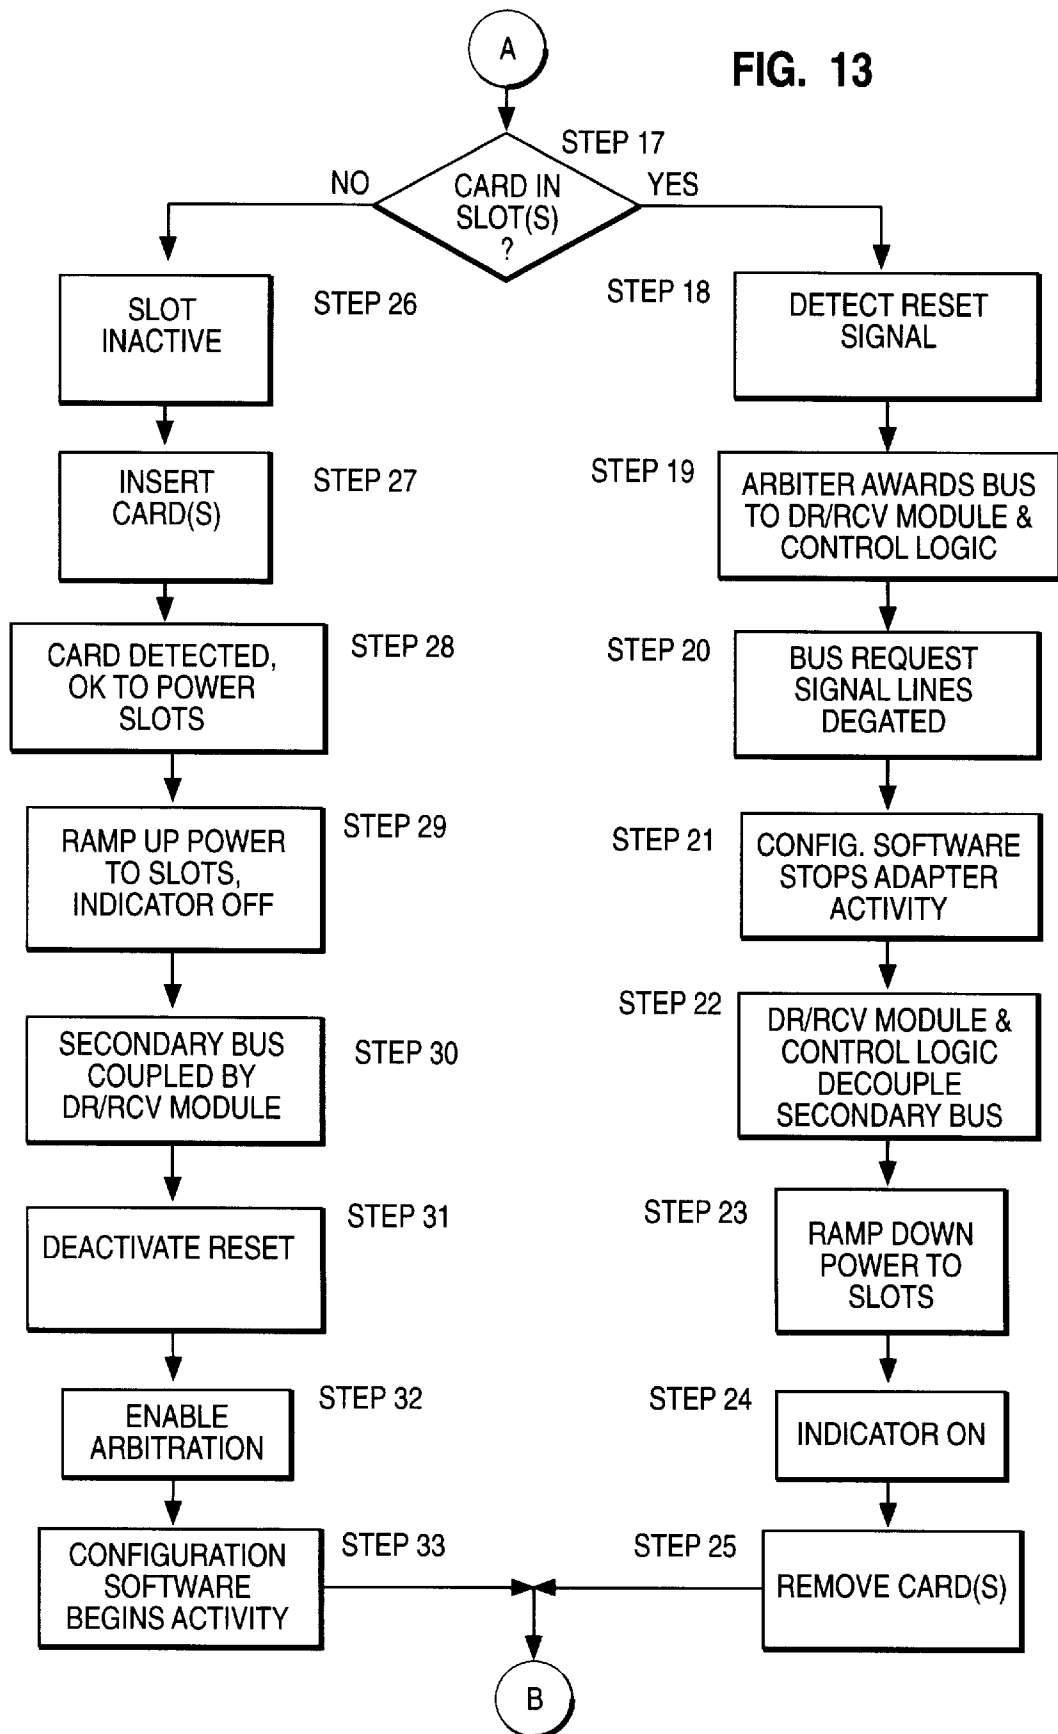 A
FIG. 13
STEP 17
NO
CARD IN
SLOT(S)
?
YES
SLOT
INACTIVE
STEP 26
INSERT
CARD(S)
STEP 27
CARD DETECTED,
OK TO POWER
SLOTS
STEP 28
RAMP UP POWER
TO SLOTS,
INDICATOR OFF
STEP 29
SECONDARY BUS
COUPLED BY
DR/RCV MODULE
STEP 30
DEACTIVATE RESET
STEP 31
ENABLE
ARBITRATION
STEP 32
CONFIGURATION
SOFTWARE
BEGINS ACTIVITY
STEP 33
STEP 18
DETECT RESET
SIGNAL
STEP 19
ARBITER AWARDS BUS
TO DR/RCV MODULE &
CONTROL LOGIC
STEP 20
BUS REQUEST
SIGNAL LINES
DEGATED
STEP 21
CONFIG. SOFTWARE
STOPS ADAPTER
ACTIVITY
STEP 22
DR/RCV MODULE &
CONTROL LOGIC
DECOUPLE
SECONDARY BUS
STEP 23
RAMP DOWN
POWER TO
SLOTS
STEP 24
INDICATOR ON
STEP 25
REMOVE CARD(S)
B